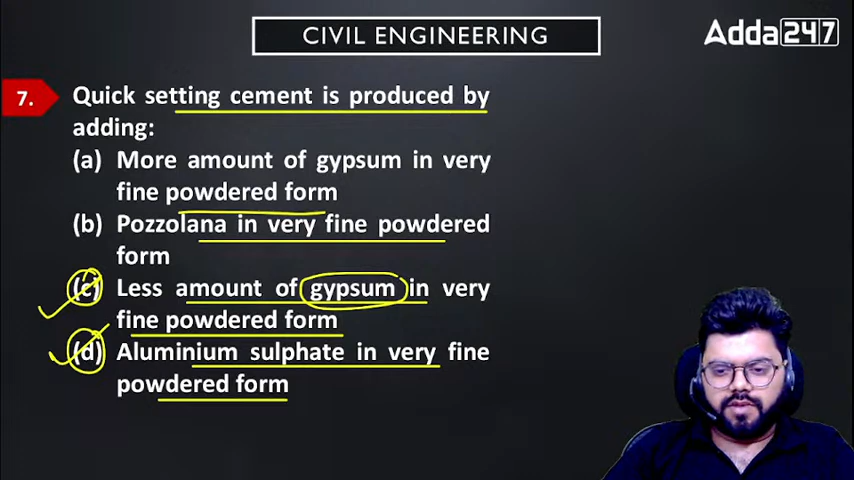 CIVIL ENGINEERING
Adda247
7.
Quick setting cement is produced by
adding:
(a) More amount of gypsum in very
fine powdered form
(b) Pozzolana in very fine powdered
form
(c) Less amount of gypsum in very
fine powdered form
(d) Aluminium sulphate in very fine
powdered form